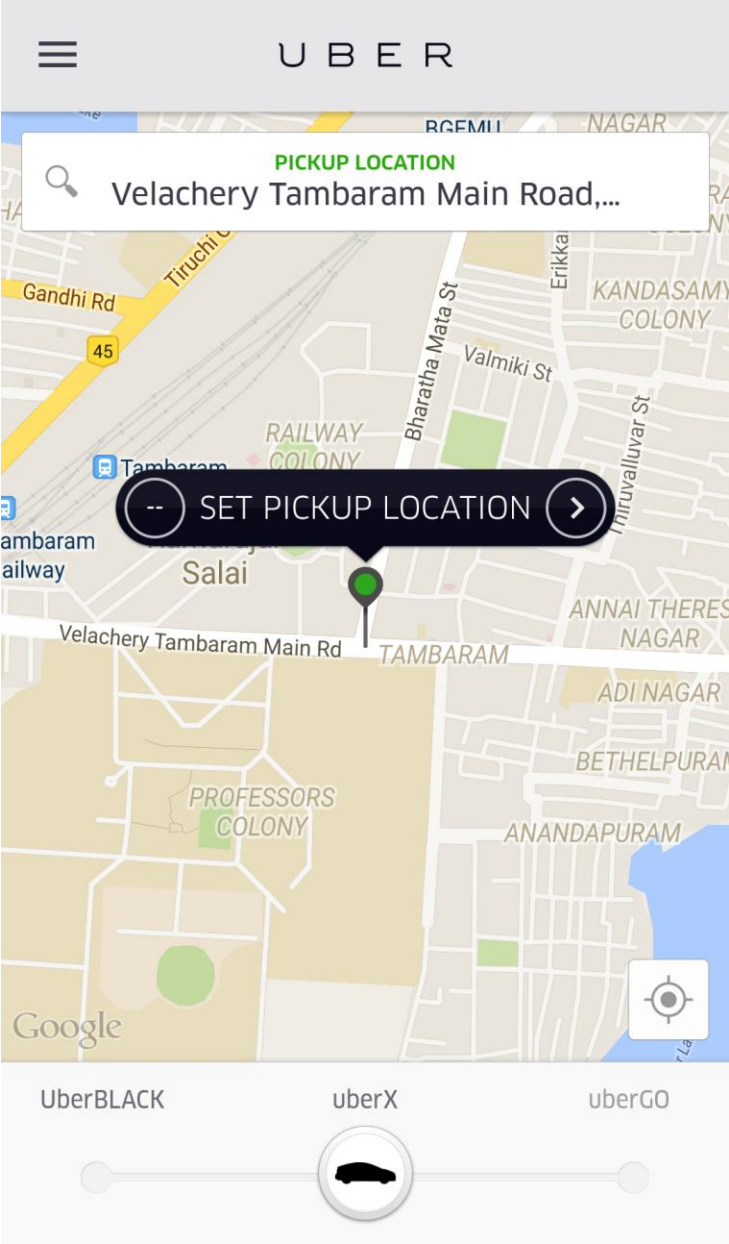 UBER
BGEMU
NAGAR
PICKUP LOCATION
Velachery Tambaram Main Road,...
Tiruchi
Erikka
COLONY
Gandhi Rd
KANDASAMY
COLONY
45
Bharatha Mata St
Valmiki St
Thiruvalluvar St
RAILWAY
COLONY
Tambaram
-- SET PICKUP LOCATION
ambaram
ailway
Salai
ANNAI THERES
NAGAR
Velachery Tambaram Main Rd
TAMBARAM
ADI NAGAR
BETHELPURAM
PROFESSORS
COLONY
ANANDAPURAM
Google
UberBLACK
uberX
uberGO